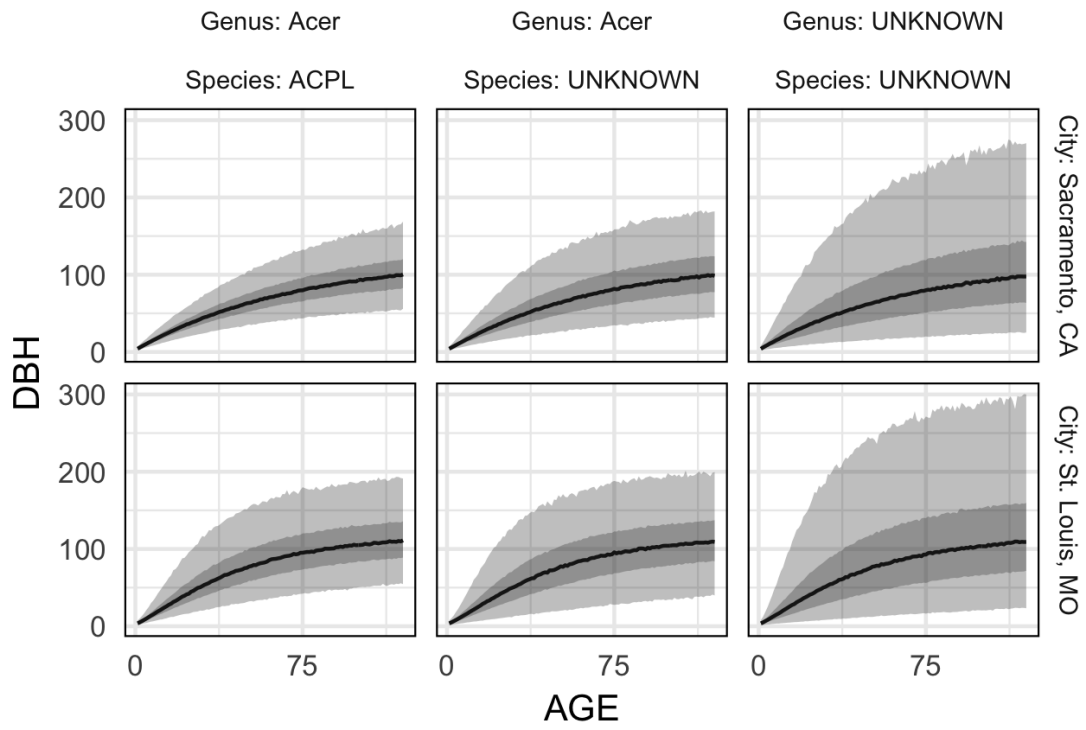 Genus: Acer
Genus: Acer
Genus: UNKNOWN
Species: ACPL
Species: UNKNOWN
Species: UNKNOWN
300
200
100
0
City: Sacramento, CA
DBH
300
200
100
0
City: St. Louis, MO
0
75
0
75
0
75
AGE